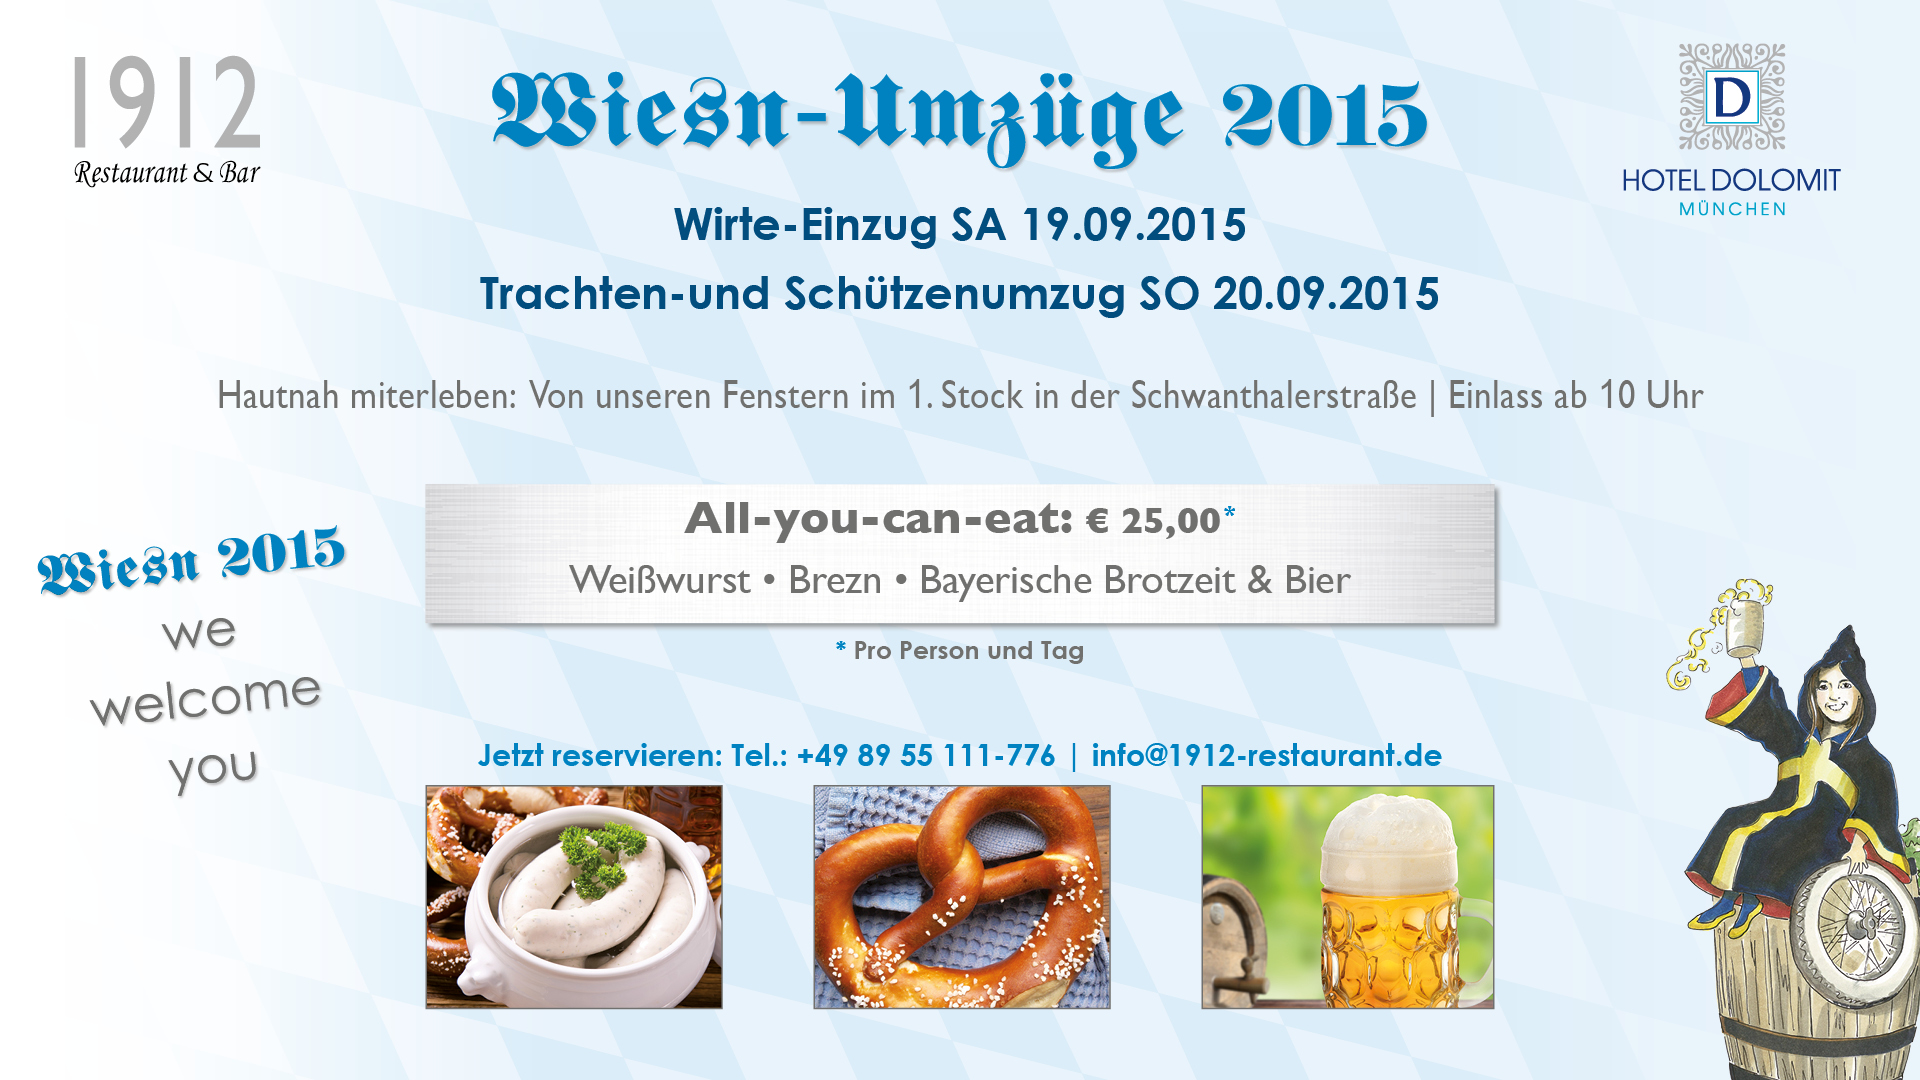 1912
Restaurant & Bar
Wiesn-Umzüge 2015
D
HOTEL DOLOMIT
MÜNCHEN
Wirte-Einzug SA 19.09.2015
Trachten-und Schützenumzug SO 20.09.2015
Hautnah miterleben: Von unseren Fenstern im 1. Stock in der Schwanthalerstraße | Einlass ab 10 Uhr
All-you-can-eat: € 25,00*
Weißwurst • Brezn • Bayerische Brotzeit & Bier
* Pro Person und Tag
Wiesn 2015
we
welcome
you
Jetzt reservieren: Tel.: +49 89 55 111-776 | info@1912-restaurant.de